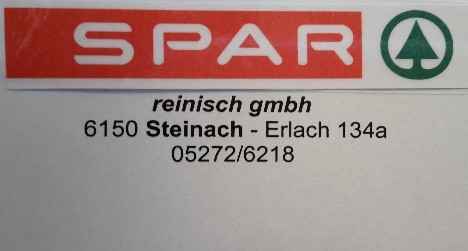 SPAR
reinisch gmbh
6150 Steinach - Erlach 134a
05272/6218